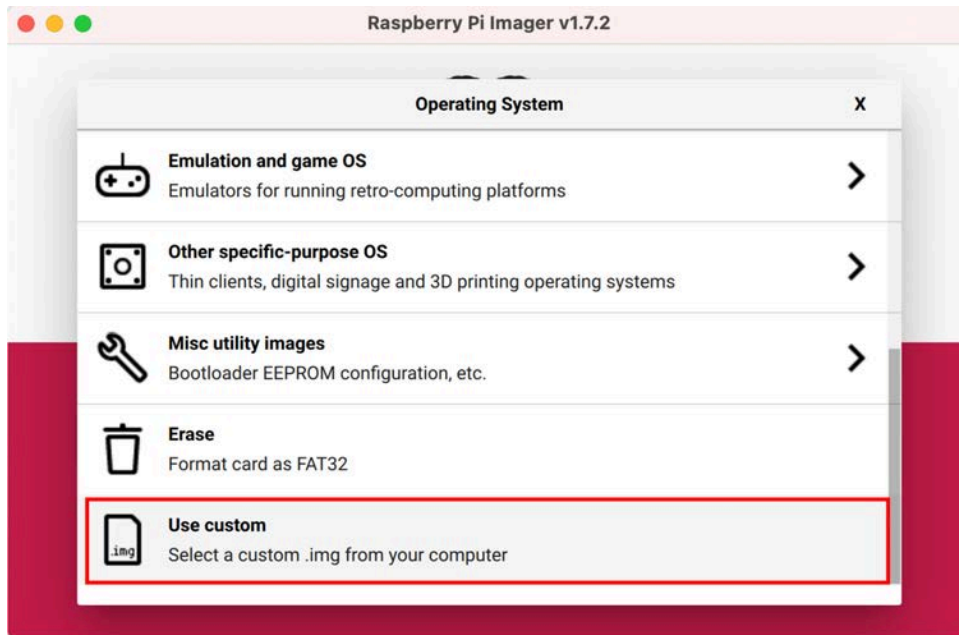 Raspberry Pi Imager v1.7.2
Operating System
X
Emulation and game OS
Emulators for running retro-computing platforms
Other specific-purpose OS
Thin clients, digital signage and 3D printing operating systems
Misc utility images
Bootloader EEPROM configuration, etc.
Erase
Format card as FAT32
Use custom
.img
Select a custom .img from your computer